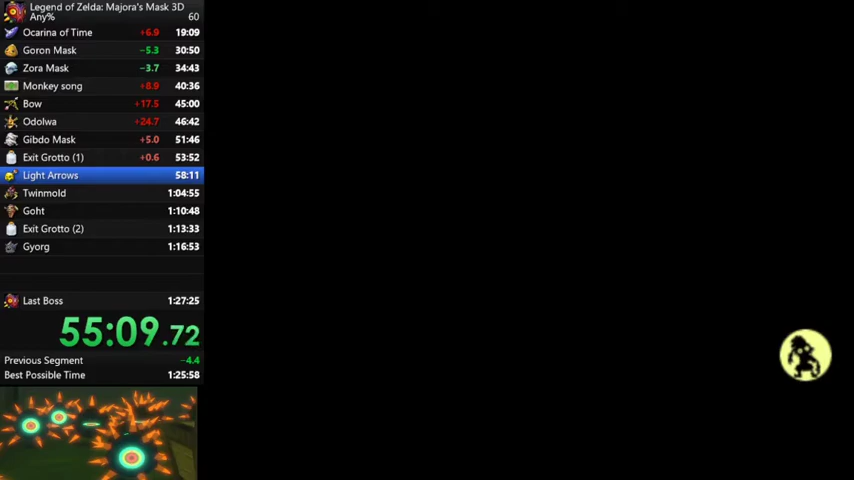 Legend of Zelda: Majora's Mask 3D
Any% 60
Ocarina of Time +6.9 19:09
Goron Mask −5.3 30:50
Zora Mask −3.7 34:43
Monkey song +8.9 40:36
Bow +17.5 45:00
Odolwa +24.7 46:42
Gibdo Mask +5.0 51:46
Exit Grotto (1) +0.6 53:52
Light Arrows 58:11
Twinmold 1:04:55
Goht 1:10:48
Exit Grotto (2) 1:13:33
Gyorg 1:16:53
Last Boss 1:27:25
55:09.72
Previous Segment −4.4
Best Possible Time 1:25:58